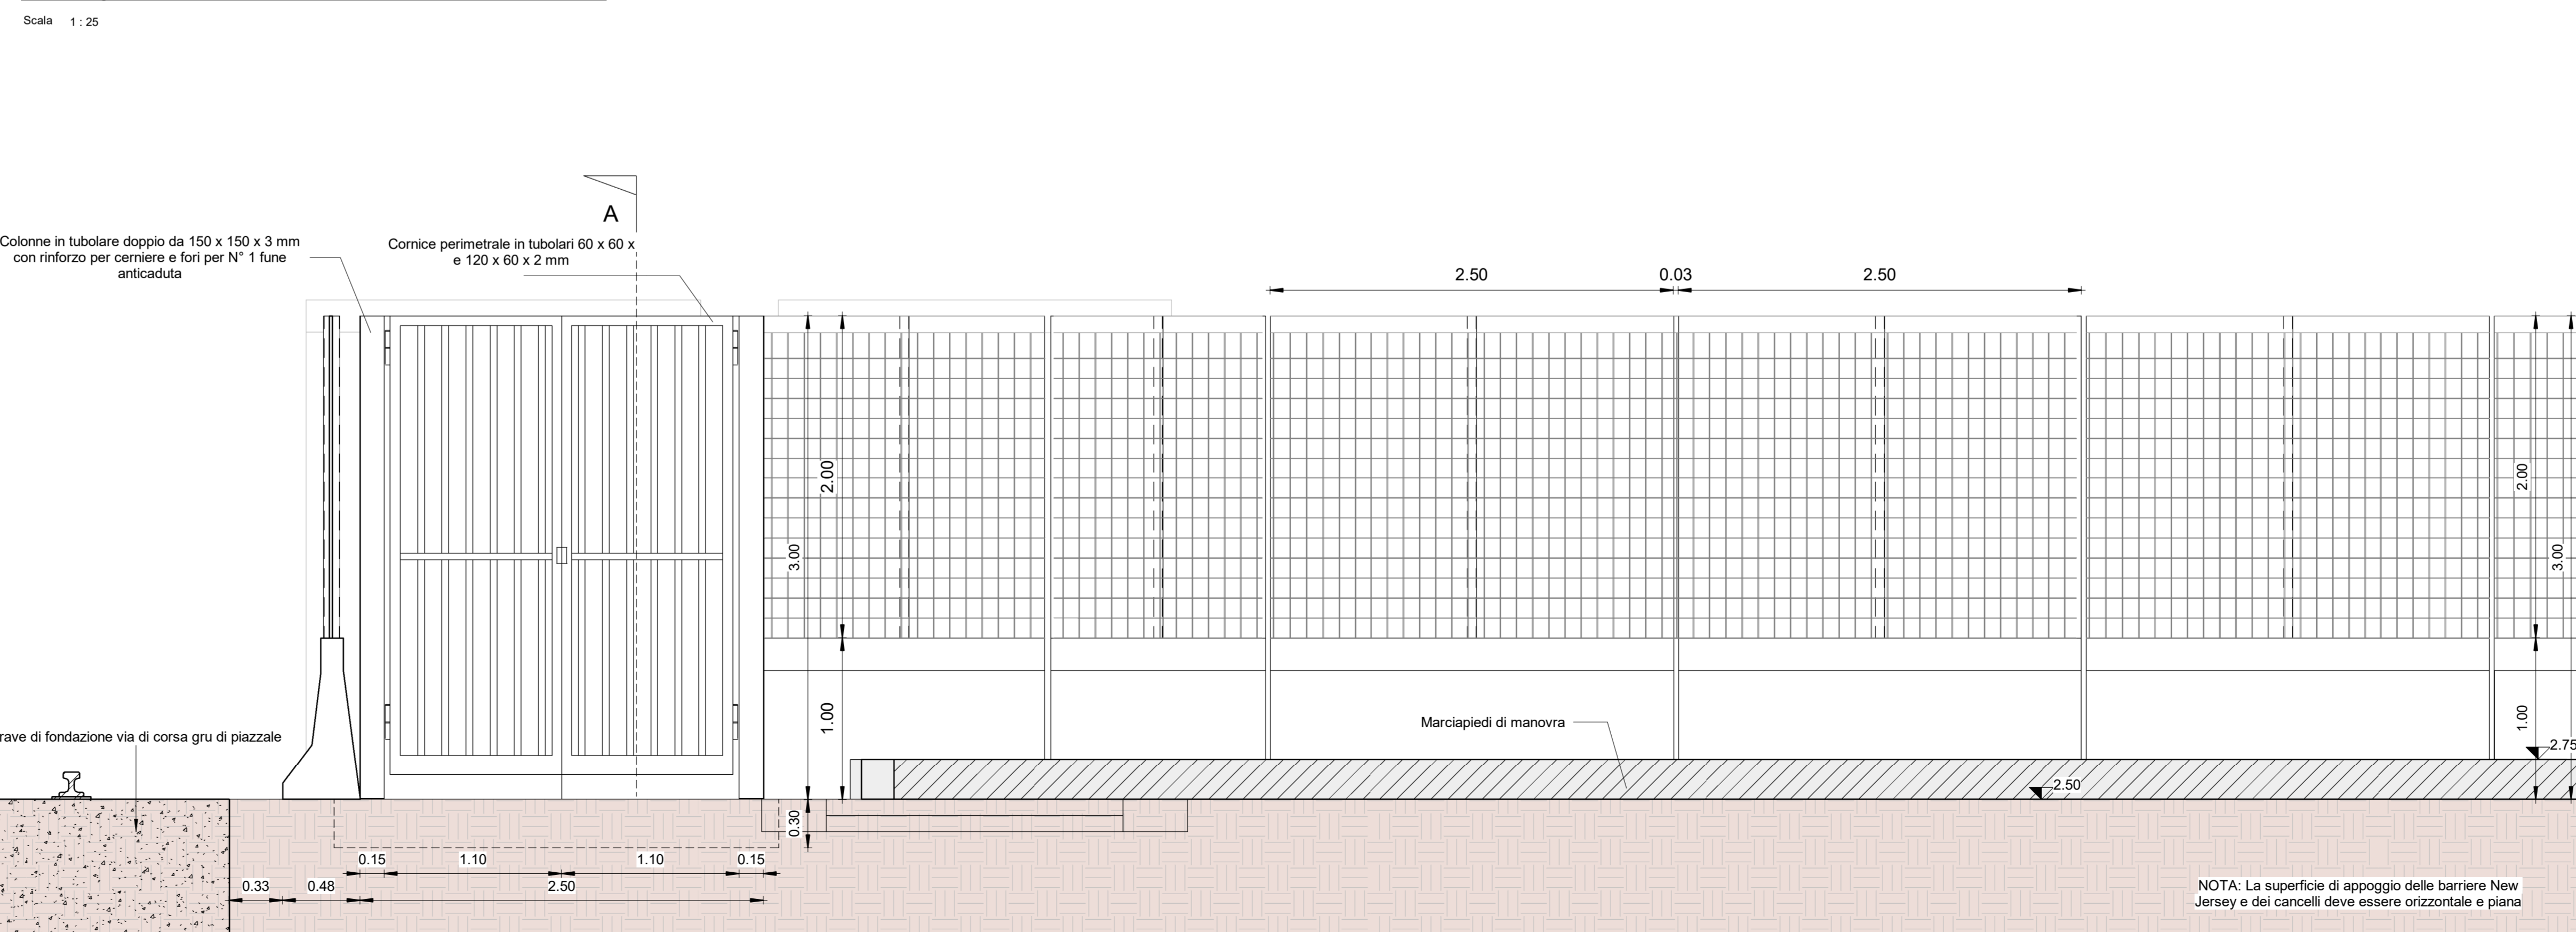 Scala 1 : 25
A
Colonne in tubolare doppio da 150 x 150 x 3 mm
con rinforzo per cerniere e fori per N° 1 fune
anticaduta
Cornice perimetrale in tubolari 60 x 60 x
e 120 x 60 x 2 mm
2.50 0.03 2.50
2.00
3.00
1.00
2.00
3.00
1.00
Marciapiedi di manovra
rave di fondazione via di corsa gru di piazzale
2.75
2.50
0.30
0.15 1.10 1.10 0.15
0.33 0.48 2.50
NOTA: La superficie di appoggio delle barriere New
Jersey e dei cancelli deve essere orizzontale e piana